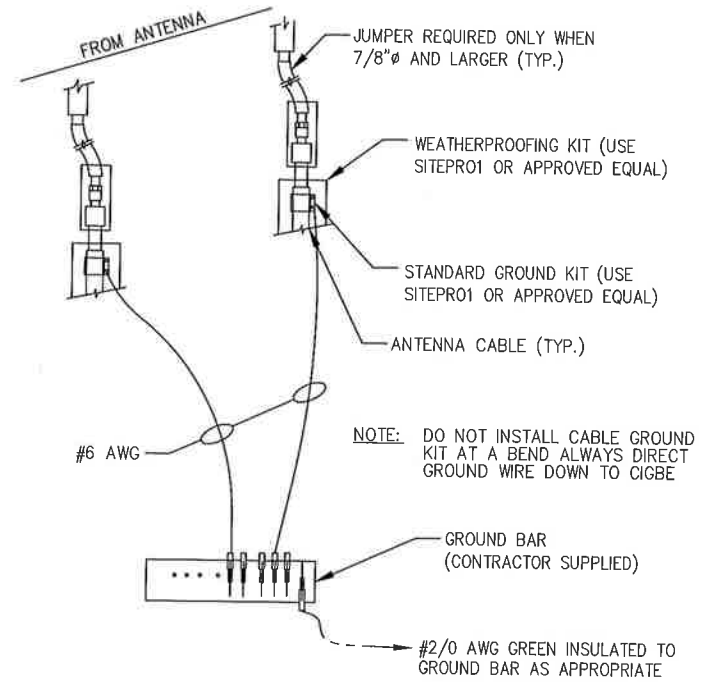 FROM ANTENNA
JUMPER REQUIRED ONLY WHEN
7/8"ø AND LARGER (TYP.)
WEATHERPROOFING KIT (USE
SITEPRO1 OR APPROVED EQUAL)
STANDARD GROUND KIT (USE
SITEPRO1 OR APPROVED EQUAL)
ANTENNA CABLE (TYP.)
#6 AWG
NOTE: DO NOT INSTALL CABLE GROUND
KIT AT A BEND ALWAYS DIRECT
GROUND WIRE DOWN TO CIGBE
GROUND BAR
(CONTRACTOR SUPPLIED)
#2/0 AWG GREEN INSULATED TO
GROUND BAR AS APPROPRIATE